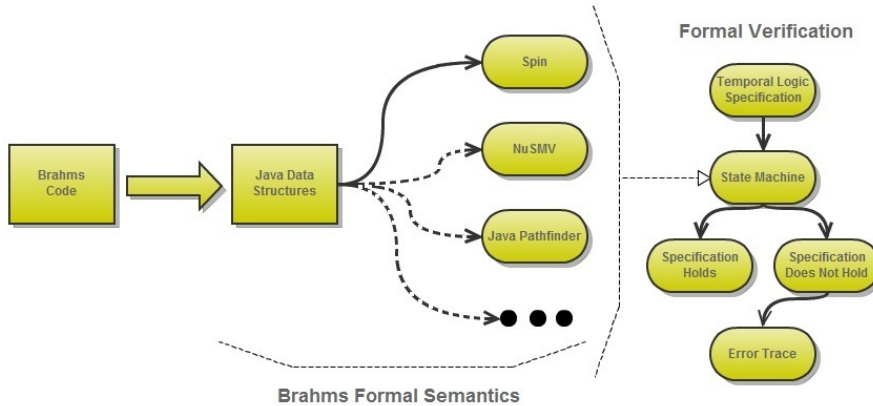 Formal Verification
Spin
Temporal Logic
Specification
NuSMV
Brahms
Code
Java Data
Structures
State Machine
Java Pathfinder
Specification
Holds
Specification
Does Not Hold
Error Trace
Brahms Formal Semantics